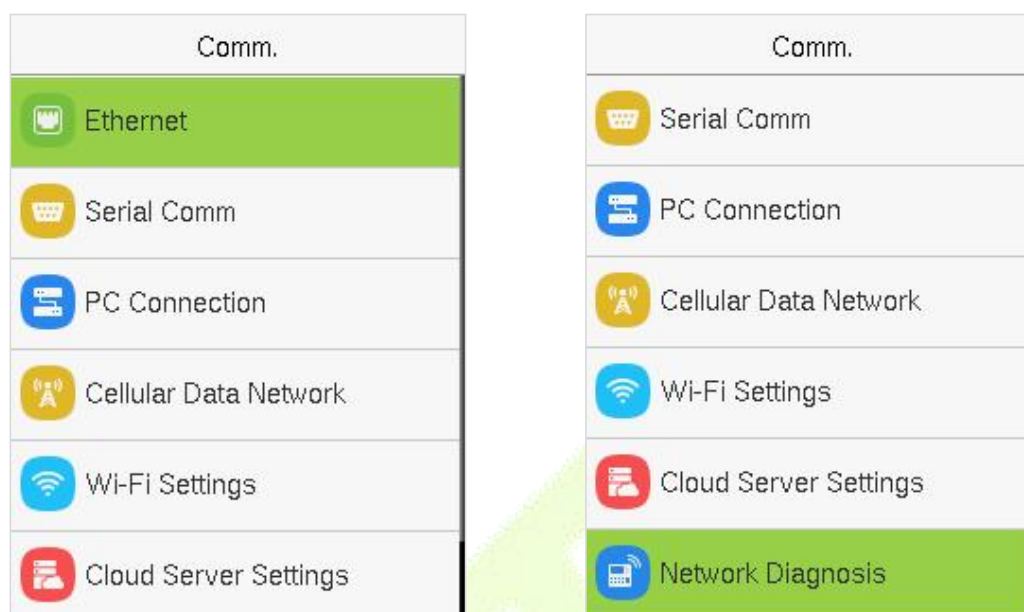 Comm.
Ethernet
Serial Comm
PC Connection
Cellular Data Network
Wi-Fi Settings
Cloud Server Settings
Comm.
Serial Comm
PC Connection
Cellular Data Network
Wi-Fi Settings
Cloud Server Settings
Network Diagnosis